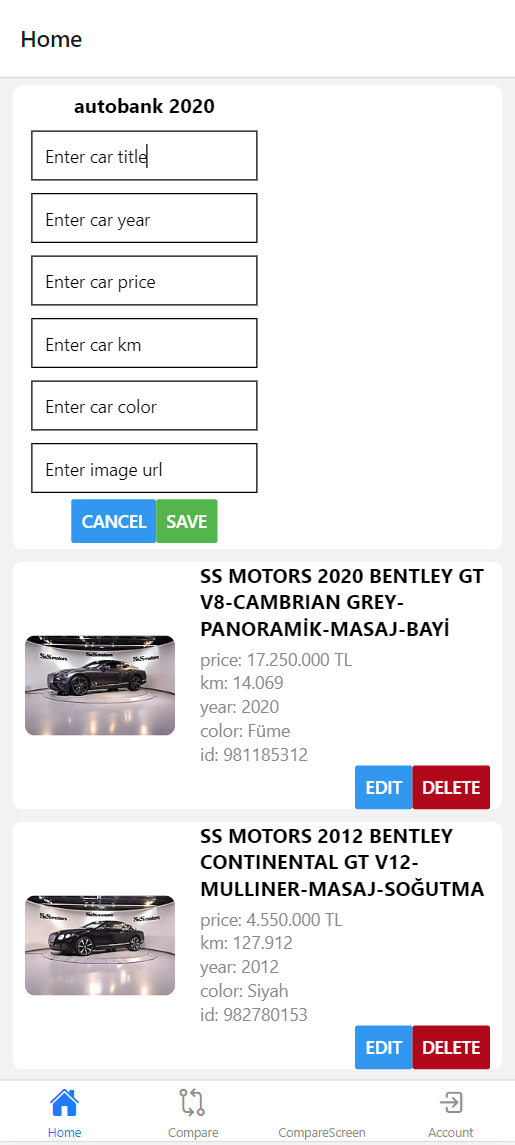 Home
autobank 2020
Enter car title
Enter car year
Enter car price
Enter car km
Enter car color
Enter image url
CANCEL SAVE
SS MOTORS 2020 BENTLEY GT
V8-CAMBRIAN GREY-
PANORAMİK-MASAJ-BAYİ
S&S motors
price: 17.250.000 TL
km: 14.069
year: 2020
color: Füme
id: 981185312
EDIT DELETE
SS MOTORS 2012 BENTLEY
CONTINENTAL GT V12-
MULLINER-MASAJ-SOĞUTMA
S&S motors
price: 4.550.000 TL
km: 127.912
year: 2012
color: Siyah
id: 982780153
EDIT DELETE
Home Compare CompareScreen Account